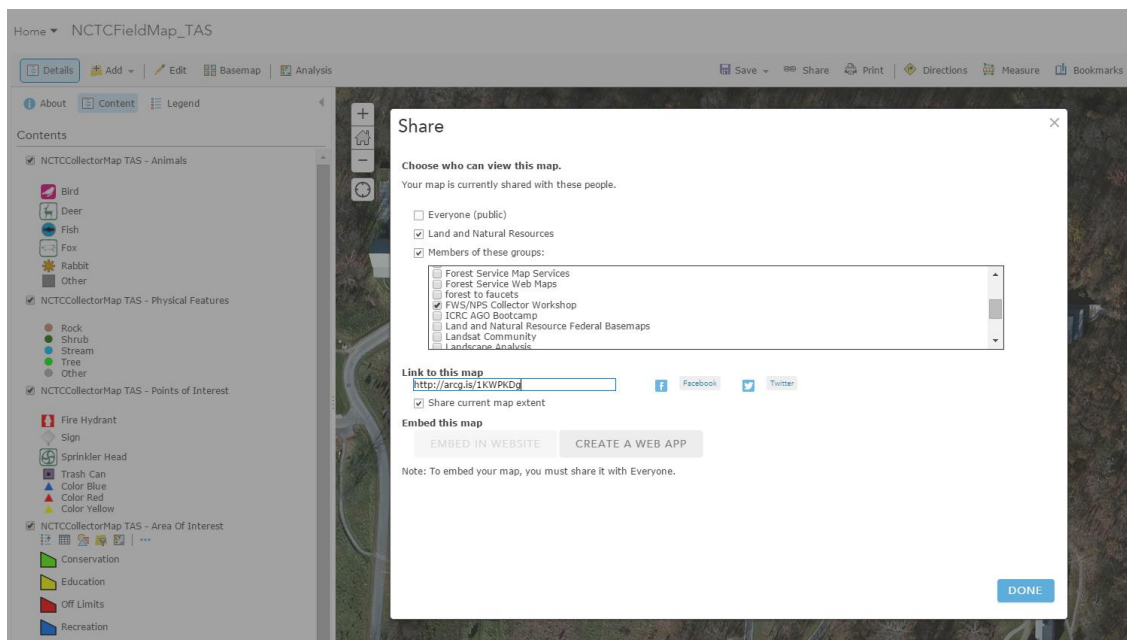 Home NCTCFieldMap_TAS
Details Add Edit Basemap Analysis Save Share Print Directions Measure Bookmarks
About Content Legend
Contents
NCTCCollectorMap TAS - Animals
Bird
Deer
Fish
Fox
Rabbit
Other
NCTCCollectorMap TAS - Physical Features
Rock
Shrub
Stream
Tree
Other
NCTCCollectorMap TAS - Points of Interest
Fire Hydrant
Sign
Sprinkler Head
Trash Can
Color Blue
Color Red
Color Yellow
NCTCCollectorMap TAS - Area Of Interest
Conservation
Education
Off Limits
Recreation
Share
Choose who can view this map.
Your map is currently shared with these people.
Everyone (public)
Land and Natural Resources
Members of these groups:
Forest Service Map Services
Forest Service Web Maps
forest to faucets
FWS/NPS Collector Workshop
ICRC AGO Bootcamp
Land and Natural Resource Federal Basemaps
Landsat Community
Landscape Analysis
Link to this map
http://arcg.is/1KWPKDg Facebook Twitter
Share current map extent
Embed this map
EMBED IN WEBSITE CREATE A WEB APP
Note: To embed your map, you must share it with Everyone.
DONE